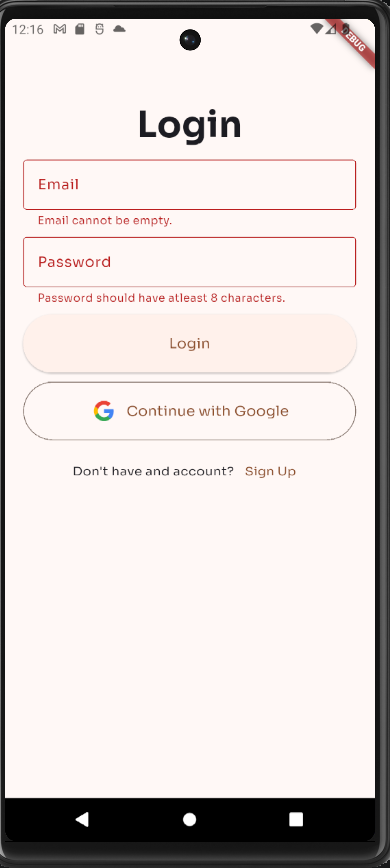 12:16
DEBUG
Login
Email
Email cannot be empty.
Password
Password should have atleast 8 characters.
Login
Continue with Google
Don't have and account? Sign Up